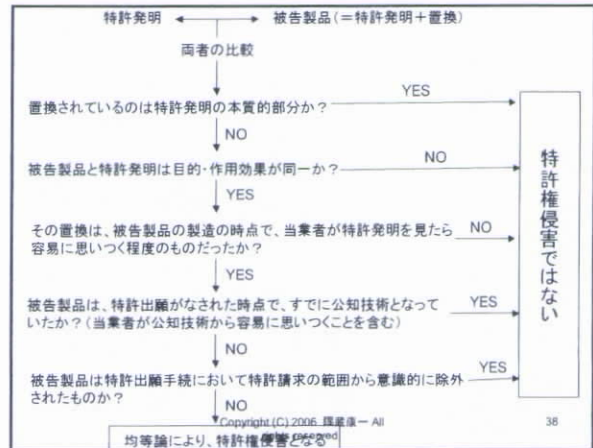 特許発明 被告製品(=特許発明+置換)
両者の比較
YES
置換されているのは特許発明の本質的部分か?
NO
NO
被告製品と特許発明は目的・作用効果が同一か?
YES
その置換は、被告製品の製造の時点で、当業者が特許発明を見たら
容易に思いつく程度のものだったか?
NO
YES
被告製品は、特許出願がなされた時点で、すでに公知技術となって
いたか?(当業者が公知技術から容易に思いつくことを含む)
YES
NO
YES
被告製品は特許出願手続において特許請求の範囲から意識的に除外
されたものか?
NO
特許権侵害ではない
Copyright (C) 2006 康一 All
rights reserved
38
均等論により、特許権侵害となる